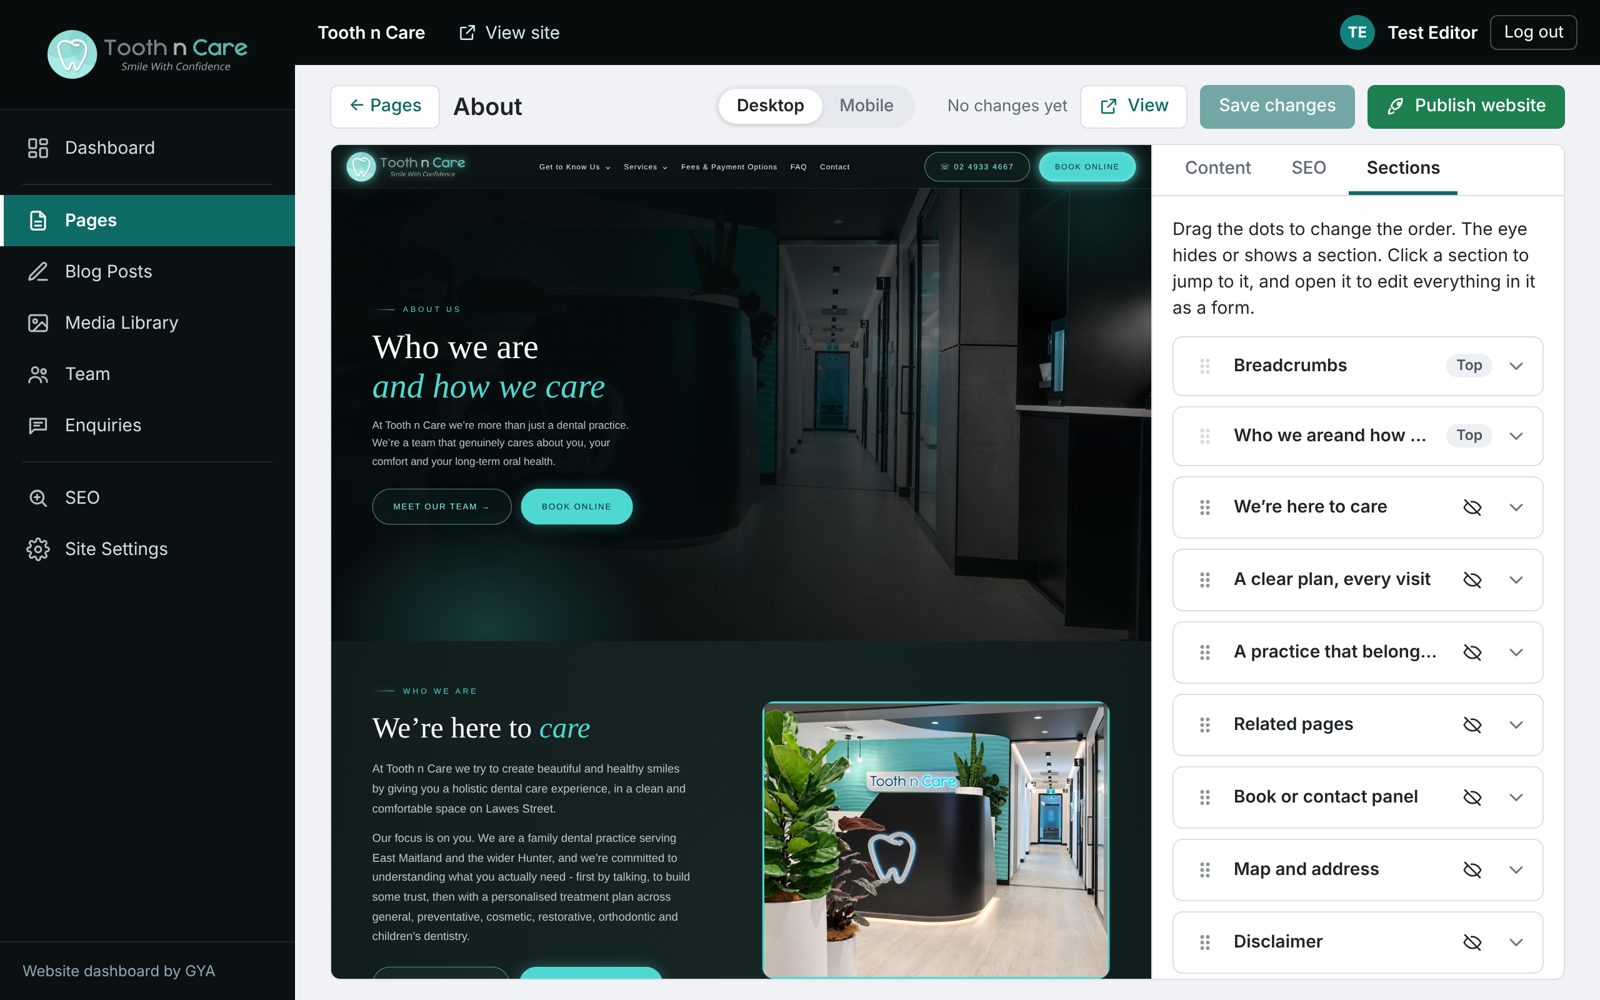 Tooth n Care
Smile With Confidence
Tooth n Care
View site
TE
Test Editor
Log out
Dashboard
Pages
Blog Posts
Media Library
Team
Enquiries
SEO
Site Settings
Website dashboard by GYA
← Pages
About
Desktop
Mobile
No changes yet
View
Save changes
Publish website
Tooth n Care
Smile With Confidence
Get to Know Us
Services
Fees & Payment Options
FAQ
Contact
☏ 02 4933 4667
BOOK ONLINE
ABOUT US
Who we are
and how we care
At Tooth n Care we’re more than just a dental practice.
We’re a team that genuinely cares about you, your
comfort and your long-term oral health.
MEET OUR TEAM →
BOOK ONLINE
WHO WE ARE
We’re here to care
At Tooth n Care we try to create beautiful and healthy smiles
by giving you a holistic dental care experience, in a clean and
comfortable space on Lawes Street.
Our focus is on you. We are a family dental practice serving
East Maitland and the wider Hunter, and we’re committed to
understanding what you actually need - first by talking, to build
some trust, then with a personalised treatment plan across
general, preventative, cosmetic, restorative, orthodontic and
children’s dentistry.
Tooth n Care
Content
SEO
Sections
Drag the dots to change the order. The eye
hides or shows a section. Click a section to
jump to it, and open it to edit everything in it
as a form.
Breadcrumbs
Top
Who we areand how ...
Top
We’re here to care
A clear plan, every visit
A practice that belong...
Related pages
Book or contact panel
Map and address
Disclaimer